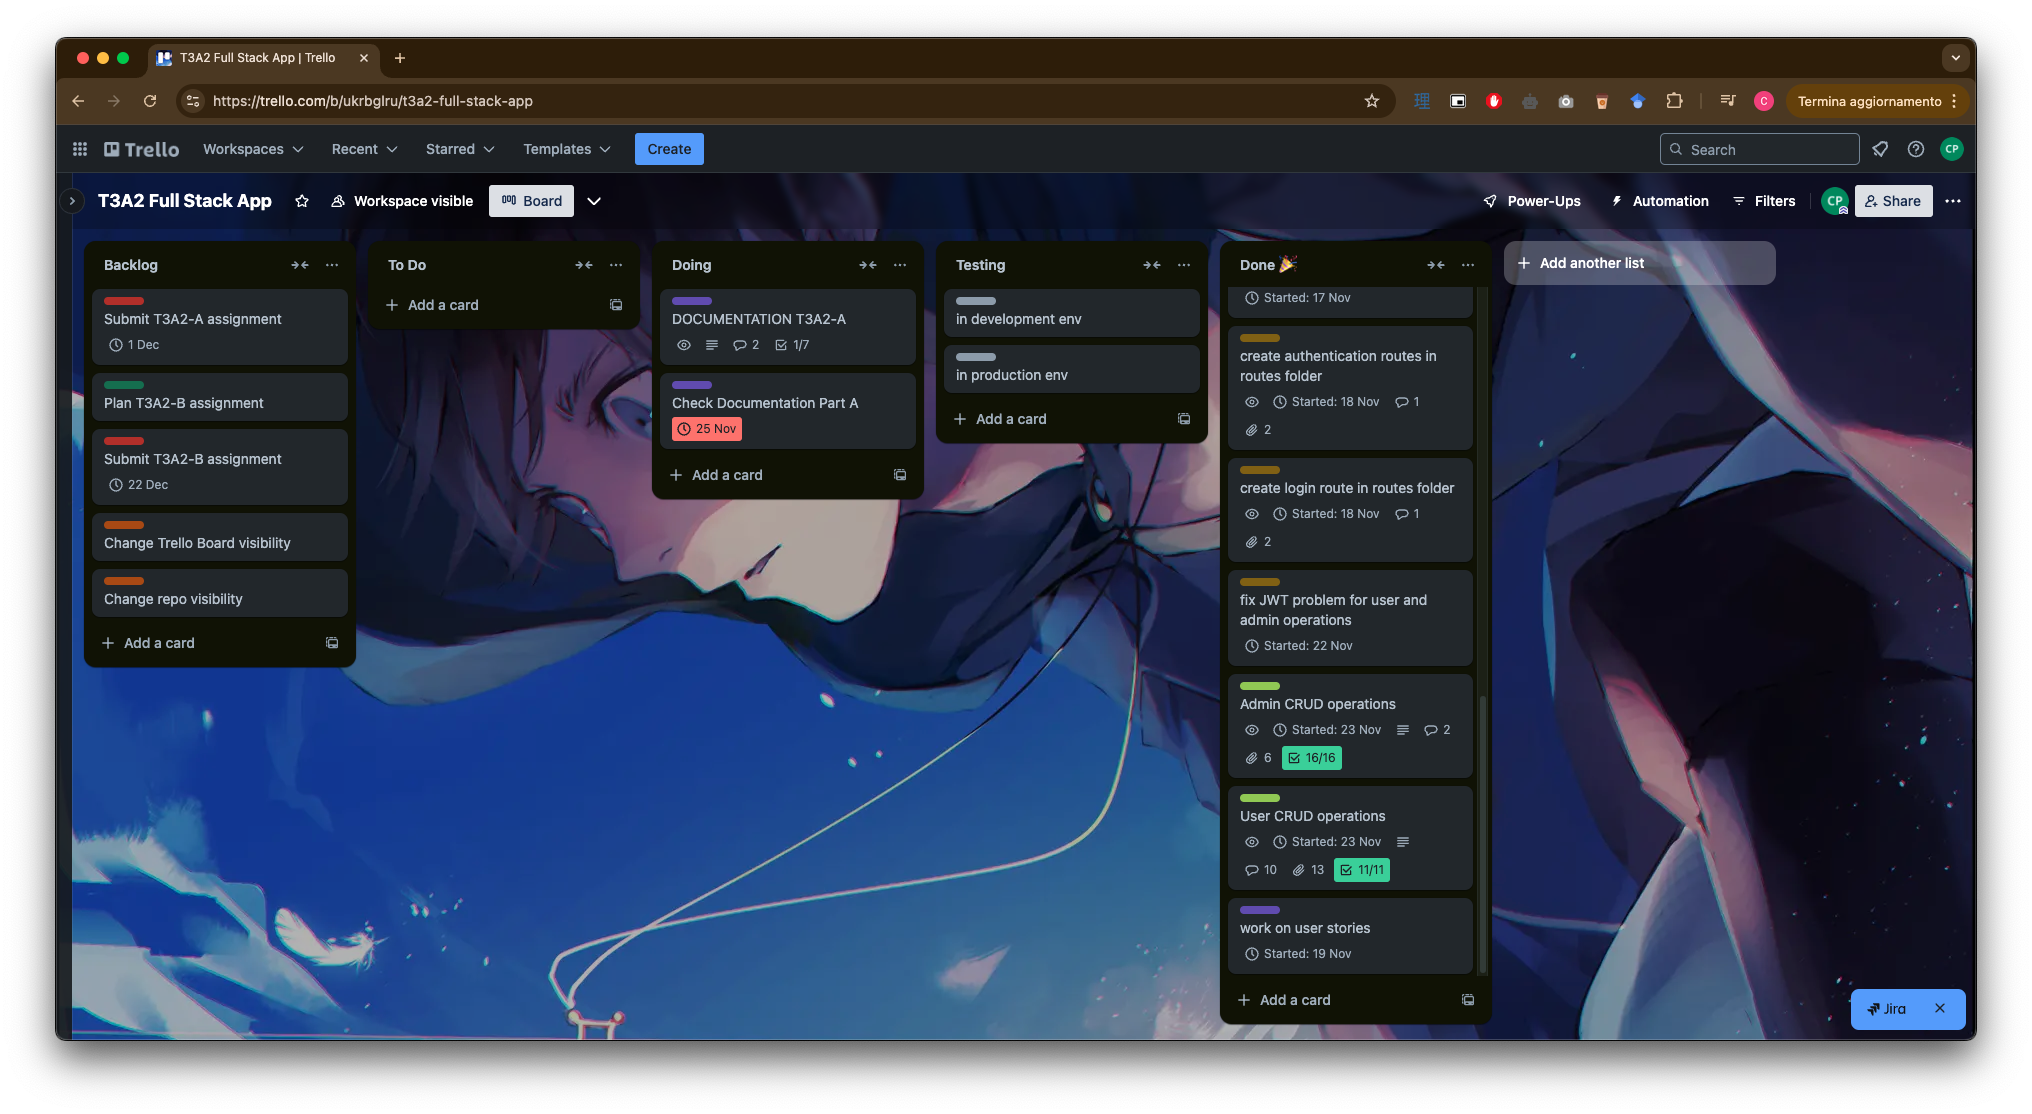 T3A2 Full Stack App | Trello
https://trello.com/b/ukrbglru/t3a2-full-stack-app
C
Termina aggiornamento
Trello
Workspaces
Recent
Starred
Templates
Create
Search
CP
T3A2 Full Stack App
Workspace visible
Board
Power-Ups
Automation
Filters
CP
Share
Backlog
Submit T3A2-A assignment
1 Dec
Plan T3A2-B assignment
Submit T3A2-B assignment
22 Dec
Change Trello Board visibility
Change repo visibility
Add a card
To Do
Add a card
Doing
DOCUMENTATION T3A2-A
2 1/7
Check Documentation Part A
25 Nov
Add a card
Testing
in development env
in production env
Add a card
Done 🎉
Started: 17 Nov
create authentication routes in
routes folder
Started: 18 Nov 1
2
create login route in routes folder
Started: 18 Nov 1
2
fix JWT problem for user and
admin operations
Started: 22 Nov
Admin CRUD operations
Started: 23 Nov 2
6 16/16
User CRUD operations
Started: 23 Nov
10 13 11/11
work on user stories
Started: 19 Nov
Add a card
Add another list
Jira